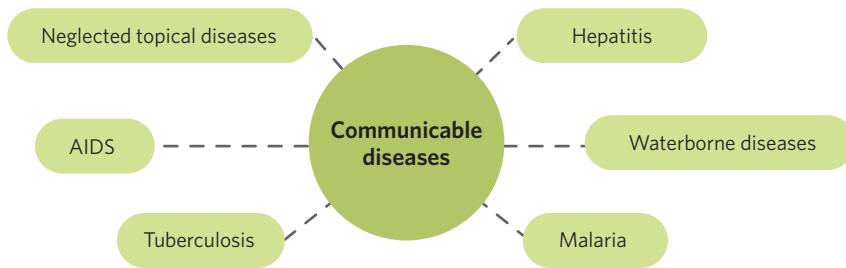 Neglected topical diseases
Hepatitis
AIDS
Communicable
diseases
Waterborne diseases
Tuberculosis
Malaria